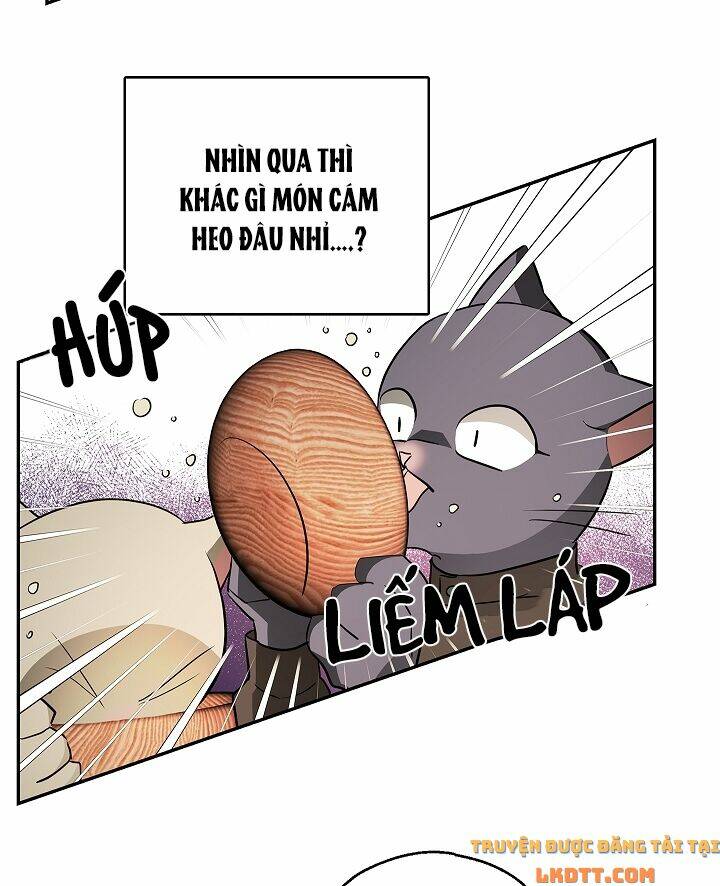 NHÌN QUA THÌ
KHÁC GÌ MÓN CÁM
HEO ĐÂU NHỈ....?
HÚP
LIẾM LÁP
TRUYỆN ĐƯỢC ĐĂNG TẢI TẠI
LKDTT.COM